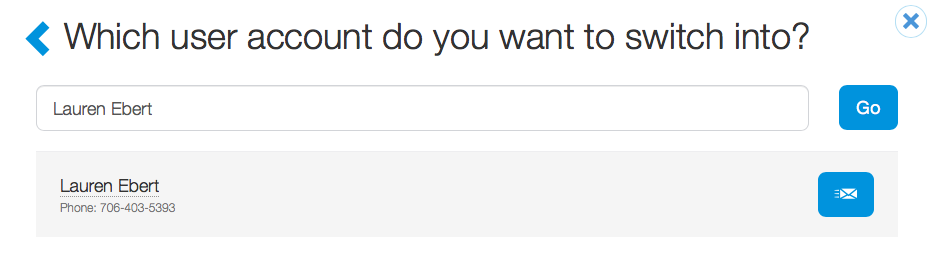 Which user account do you want to switch into?
Lauren Ebert
Go
Lauren Ebert
Phone: 706-403-5393